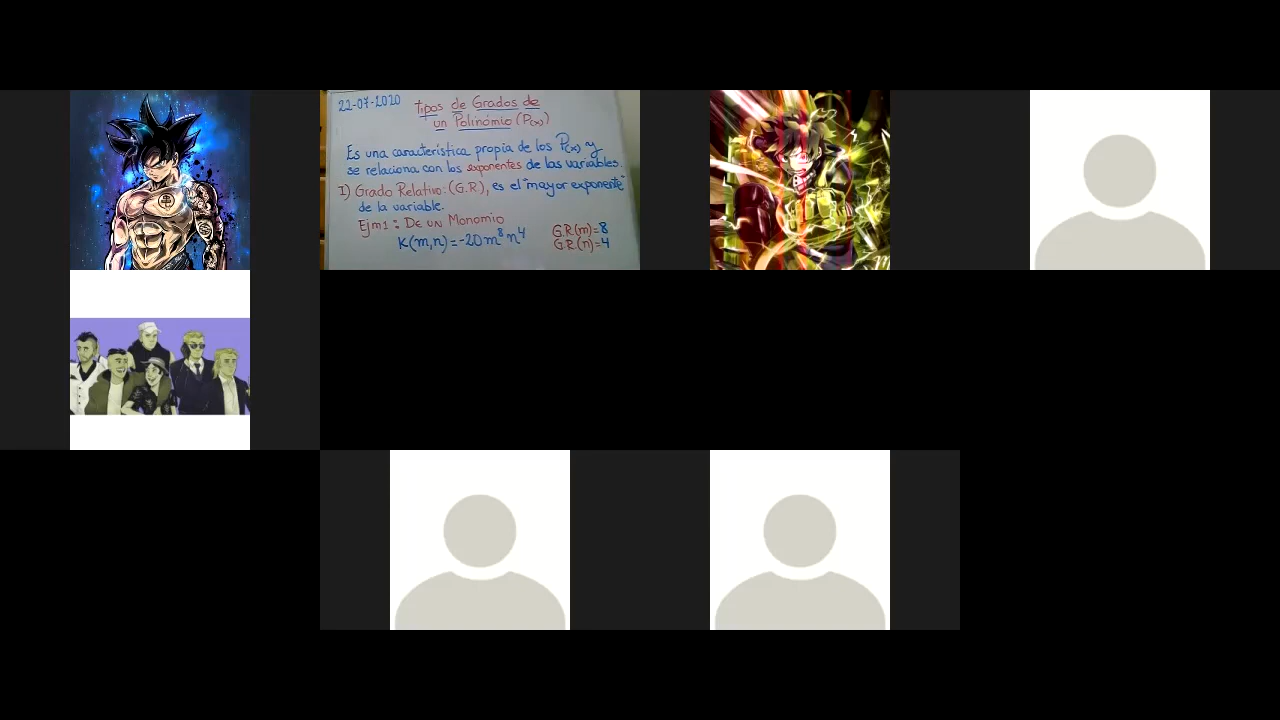 22-07-2020
Tipos de Grados de
un Polinómio (P(x))
Es una característica propia de los P(x) y
se relaciona con los exponentes de las variables.
I) Grado Relativo: (G.R), es el "mayor exponente"
de la variable.
Ejm1: De un Monomio
K(m,n)=-20m⁸n⁴
G.R(m)=8
G.R(n)=4